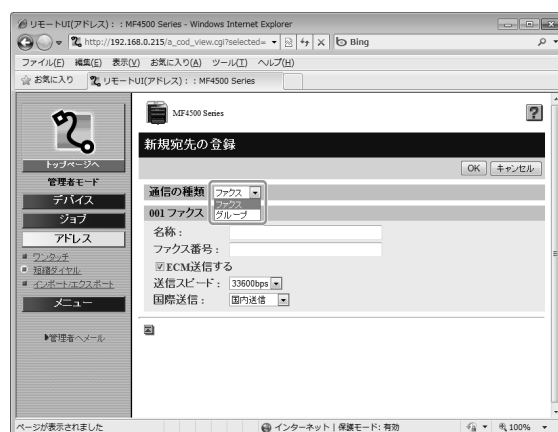 リモートUI(アドレス)：: MF4500 Series - Windows Internet Explorer
http://192.168.0.215/a_cod_view.cgi?selected=
Bing
ファイル(F) 編集(E) 表示(V) お気に入り(A) ツール(T) ヘルプ(H)
お気に入り リモートUI(アドレス)：: MF4500 Series
MF4500 Series
トップページへ
新規宛先の登録
OK キャンセル
管理者モード
デバイス
ジョブ
アドレス
ワンタッチ
短縮ダイヤル
インポート/エクスポート
メニュー
管理者へメール
通信の種類 ファクス
ファクス
グループ
001 ファクス
名称：
ファクス番号：
ECM送信する
送信スピード： 33600bps
国際送信： 国内送信
ページが表示されました インターネット | 保護モード: 有効 100%